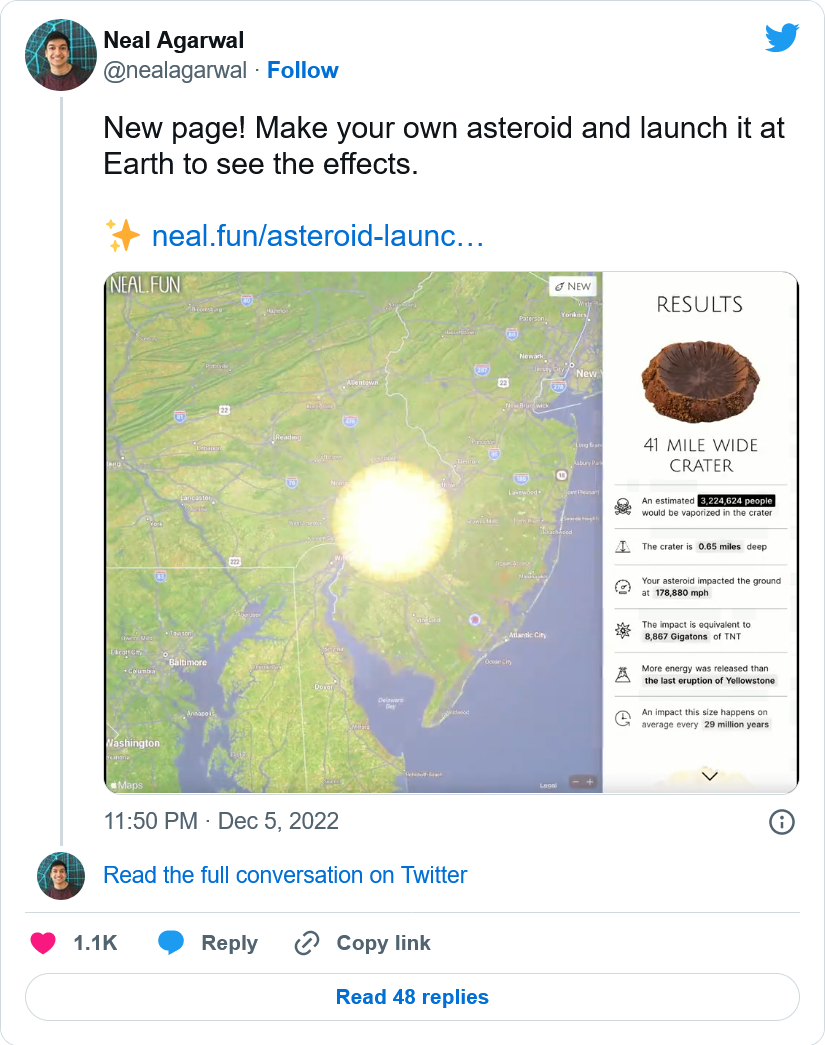 Neal Agarwal
@nealagarwal · Follow
New page! Make your own asteroid and launch it at
Earth to see the effects.
✨ neal.fun/asteroid-launc…
NEAL.FUN
NEW
Yonkers
Newark
New
Allentown
Reading
Lancaster
York
Baltimore
Columbia
Annapolis
Washington
Dover
Delaware
Bay
Atlantic City
Ocean City
Lakewood
Maps
Legal
RESULTS
41 MILE WIDE
CRATER
An estimated 3,224,624 people
would be vaporized in the crater
The crater is 0.65 miles deep
Your asteroid impacted the ground
at 178,880 mph
The impact is equivalent to
8,867 Gigatons of TNT
More energy was released than
the last eruption of Yellowstone
An impact this size happens on
average every 29 million years
11:50 PM · Dec 5, 2022
Read the full conversation on Twitter
1.1K Reply Copy link
Read 48 replies